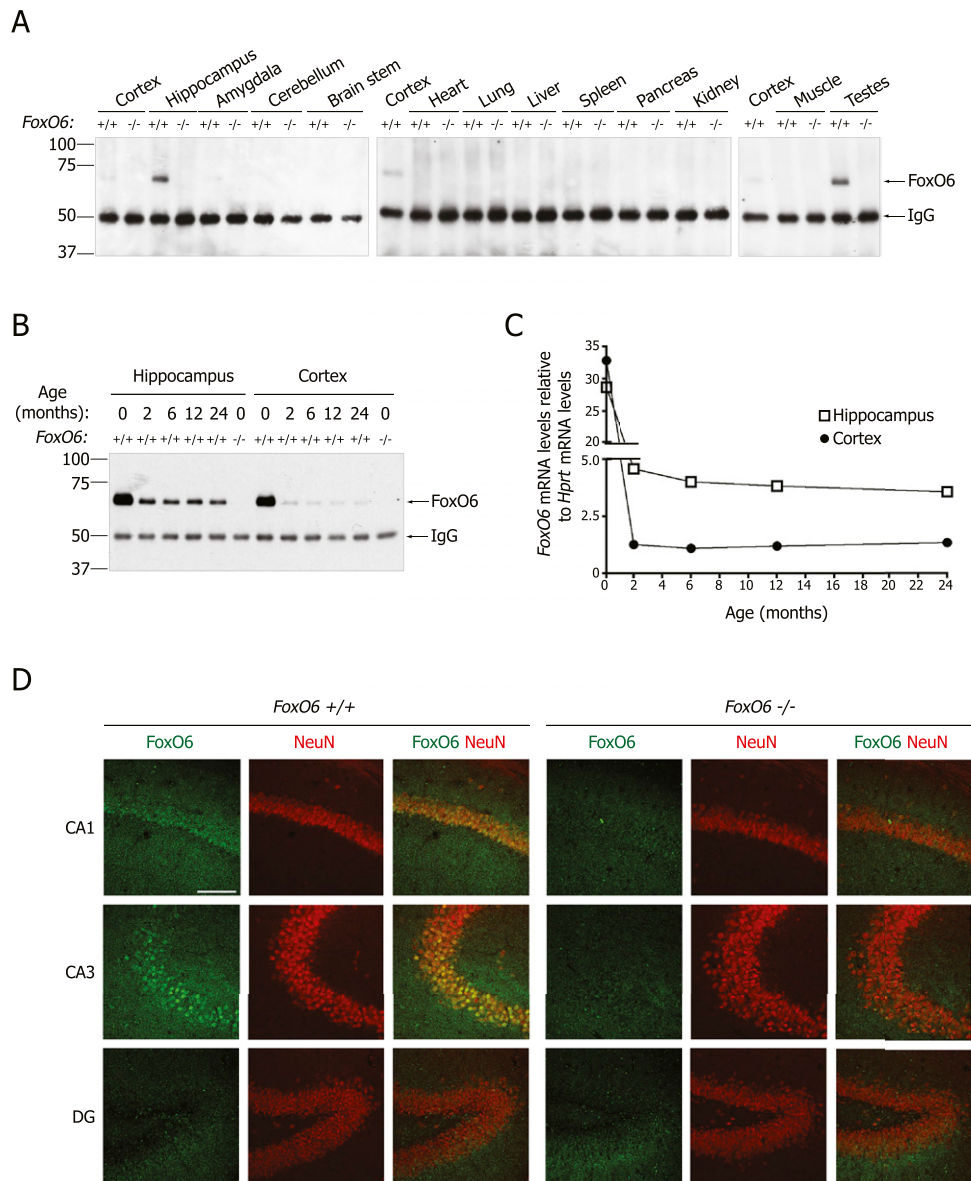 A
Cortex Hippocampus Amygdala Cerebellum Brain stem Cortex Heart Lung Liver Spleen Pancreas Kidney Cortex Muscle Testes
FoxO6: +/+ -/- +/+ -/- +/+ -/- +/+ -/- +/+ -/- +/+ +/+ -/- +/+ -/- +/+ -/- +/+ -/- +/+ -/- +/+ -/- +/+ +/+ -/- +/+ -/-
100
75
FoxO6
50
IgG
37
B
Hippocampus Cortex
Age
(months): 0 2 6 12 24 0 0 2 6 12 24 0
FoxO6: +/+ +/+ +/+ +/+ +/+ -/- +/+ +/+ +/+ +/+ +/+ -/-
100
75
FoxO6
50
IgG
37
C
FoxO6 mRNA levels relative
to Hprt mRNA levels
35
30
25
20
5.0
2.5
0
Hippocampus
Cortex
0 2 4 6 8 10 12 14 16 18 20 22 24
Age (months)
D
FoxO6 +/+ FoxO6 -/-
FoxO6 NeuN FoxO6 NeuN FoxO6 NeuN FoxO6 NeuN
CA1
CA3
DG